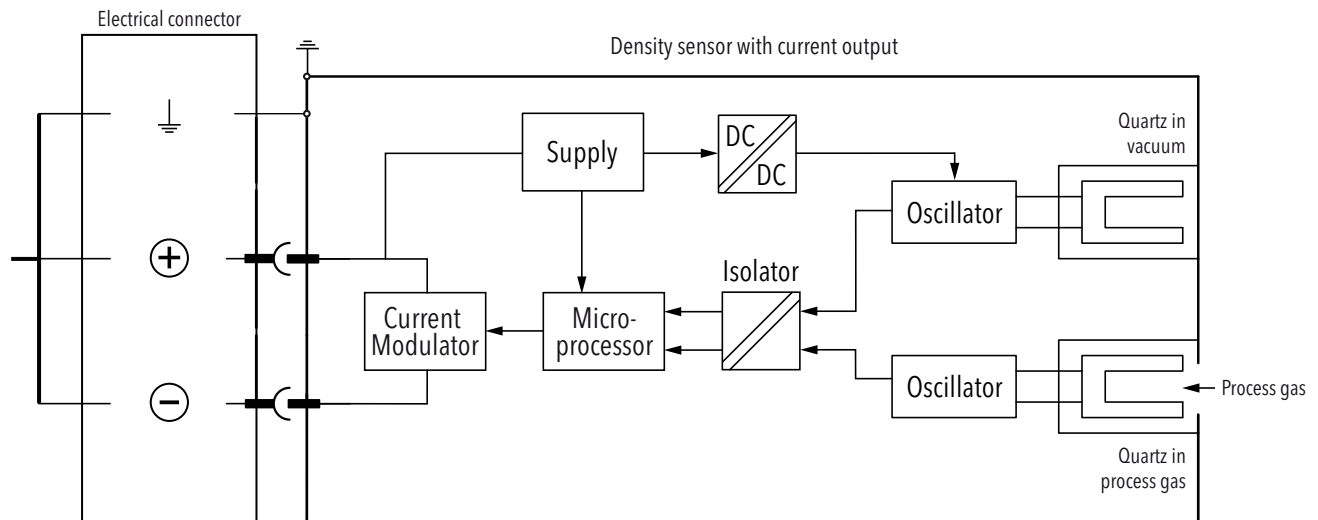 Electrical connector
Density sensor with current output
Quartz in
vacuum
Supply
DC
DC
Oscillator
Isolator
Current
Modulator
Micro-
processor
Oscillator
Process gas
Quartz in
process gas